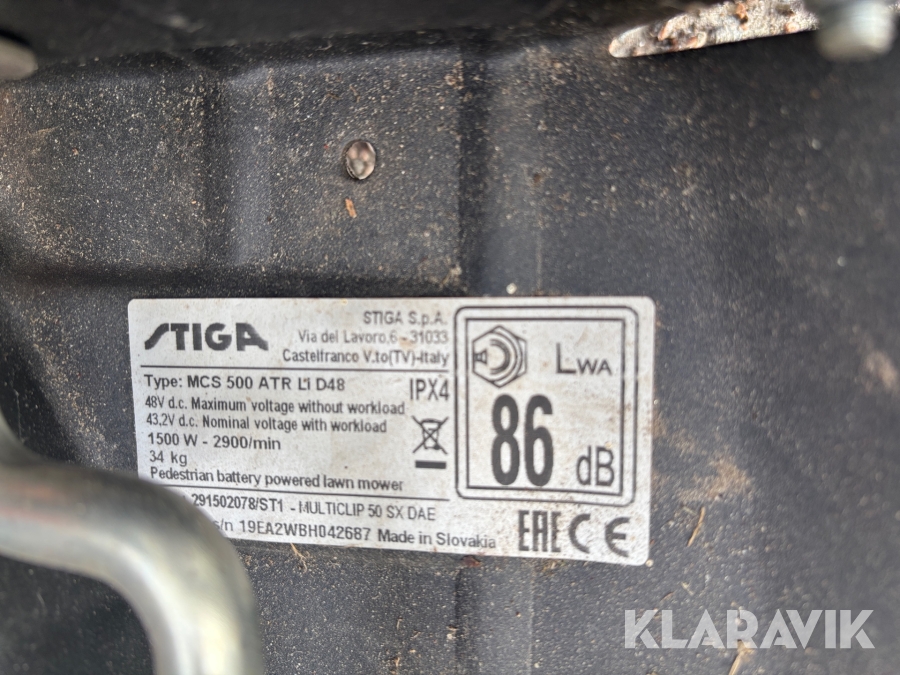 STIGA
STIGA S.p.A.
Via del Lavoro,6 - 31033
Castelfranco V.to(TV)-Italy
Type: MCS 500 ATR LI D48
IPX4
48V d.c. Maximum voltage without workload
43,2V d.c. Nominal voltage with workload
1500 W - 2900/min
34 kg
Pedestrian battery powered lawn mower
291502078/ST1 - MULTICLIP 50 SX DAE
s/n 19EA2WBH042687 Made in Slovakia
LWA
86 dB
EAC CE
KLARAVIK